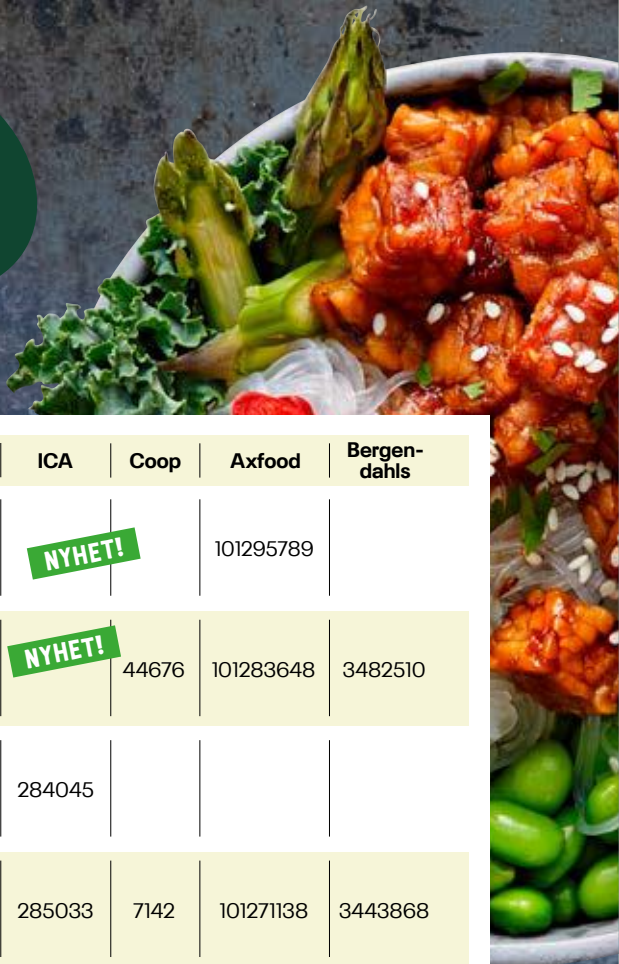 ICA Coop Axfood Bergen-
dahls
NYHET! 101295789
NYHET! 44676 101283648 3482510
284045
285033 7142 101271138 3443868